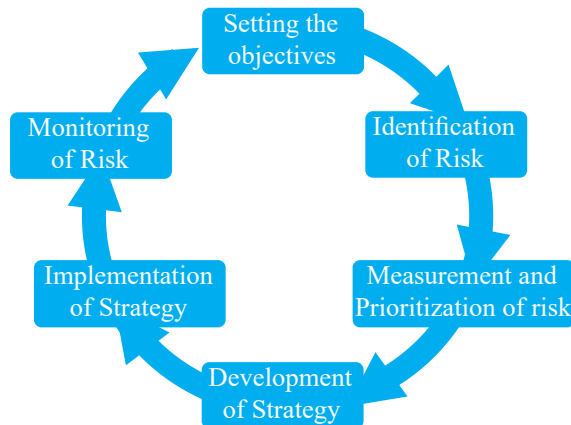 Setting the
objectives
Identification
of Risk
Measurement and
Prioritization of risk
Development
of Strategy
Implementation
of Strategy
Monitoring
of Risk